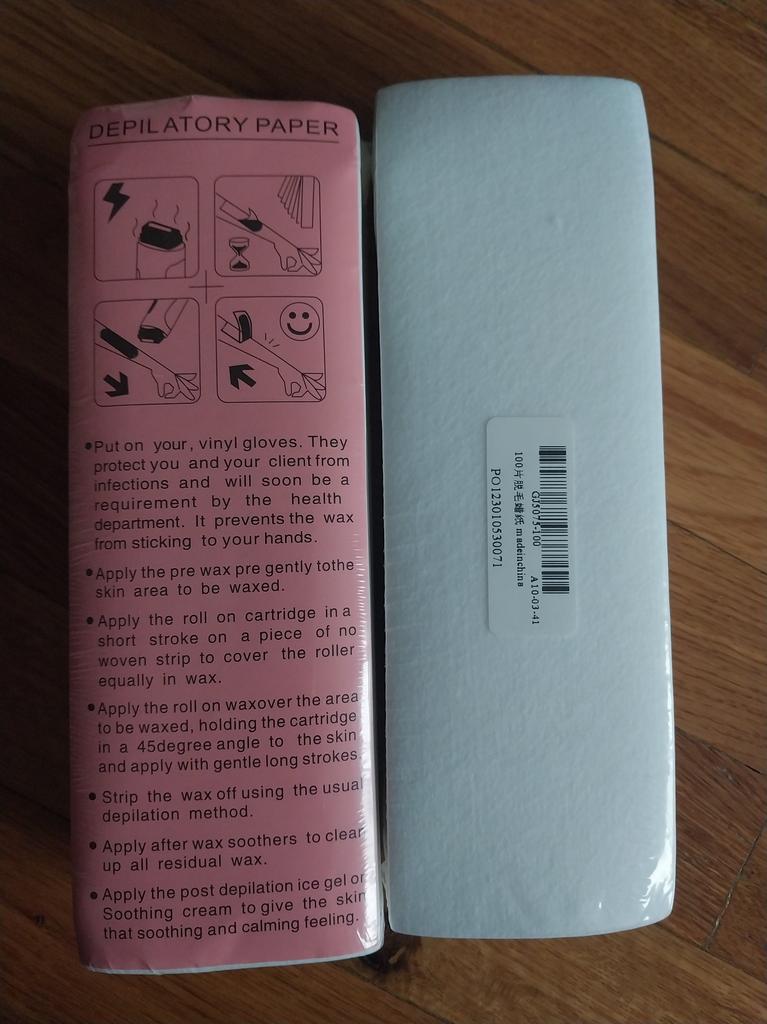 DEPILATORY PAPER
•Put on your, vinyl gloves. They
protect you and your client from
infections and will soon be a
requirement by the health
department. It prevents the wax
from sticking to your hands.
•Apply the pre wax pre gently tothe
skin area to be waxed.
•Apply the roll on cartridge in a
short stroke on a piece of no
woven strip to cover the roller
equally in wax.
•Apply the roll on waxover the area
to be waxed, holding the cartridge
in a 45degree angle to the skin
and apply with gentle long strokes
•Strip the wax off using the usual
depilation method.
•Apply after wax soothers to clear
up all residual wax.
•Apply the post depilation ice gel or
Soothing cream to give the skin
that soothing and calming feeling.
GJ5075-100 A10-03-41
100片脱毛蜡纸 madeinchina
PO123010530071